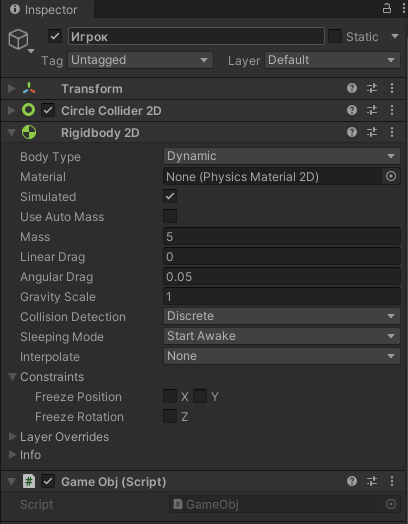 Inspector
Игрок Static
Tag Untagged Layer Default
Transform
Circle Collider 2D
Rigidbody 2D
Body Type Dynamic
Material None (Physics Material 2D)
Simulated
Use Auto Mass
Mass 5
Linear Drag 0
Angular Drag 0.05
Gravity Scale 1
Collision Detection Discrete
Sleeping Mode Start Awake
Interpolate None
Constraints
Freeze Position X Y
Freeze Rotation Z
Layer Overrides
Info
# Game Obj (Script)
Script GameObj